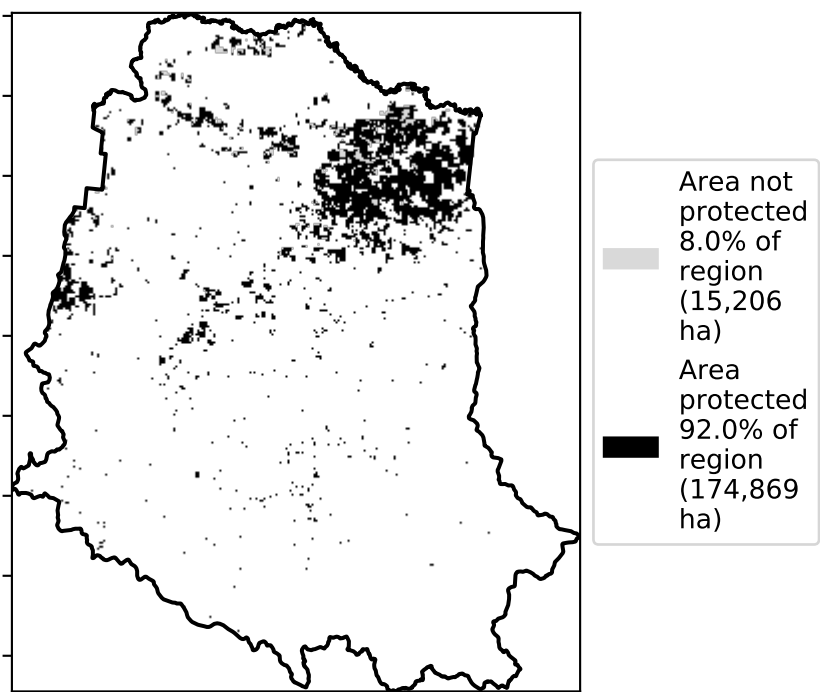 Area not
protected
8.0% of
region
(15,206
ha)
Area
protected
92.0% of
region
(174,869
ha)